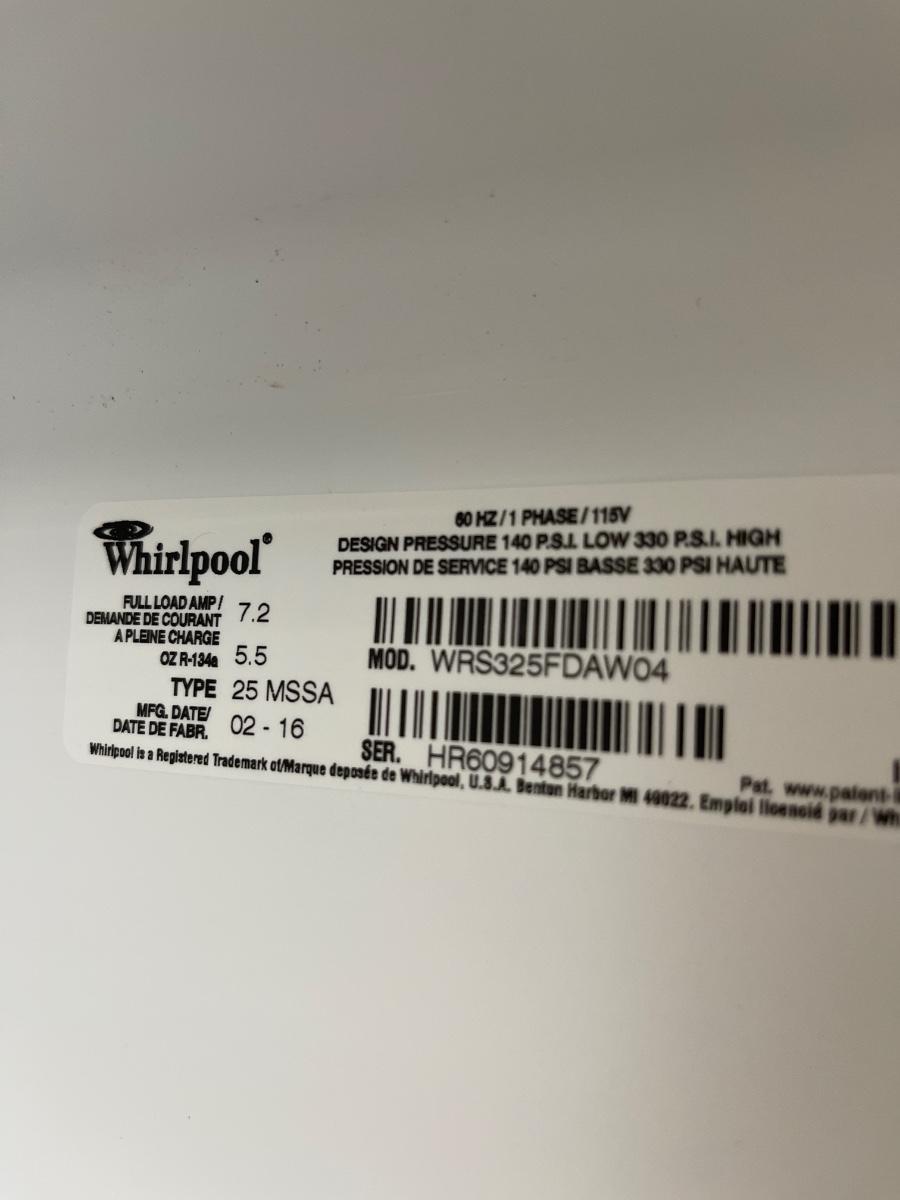 60 HZ / 1 PHASE / 115V
DESIGN PRESSURE 140 P.S.I. LOW 330 P.S.I. HIGH
PRESSION DE SERVICE 140 PSI BASSE 330 PSI HAUTE
Whirlpool®
FULL LOAD AMP / 7.2
DEMANDE DE COURANT
A PLEINE CHARGE
OZ R-134a 5.5
TYPE 25 MSSA
MFG. DATE/ 02 - 16
DATE DE FABR.
MOD. WRS325FDAW04
SER. HR60914857
Pat. www.patent-
Whirlpool is a Registered Trademark of/Marque deposée de Whirlpool, U.S.A. Benton Harbor MI 49022. Emploi licencié par / Wh